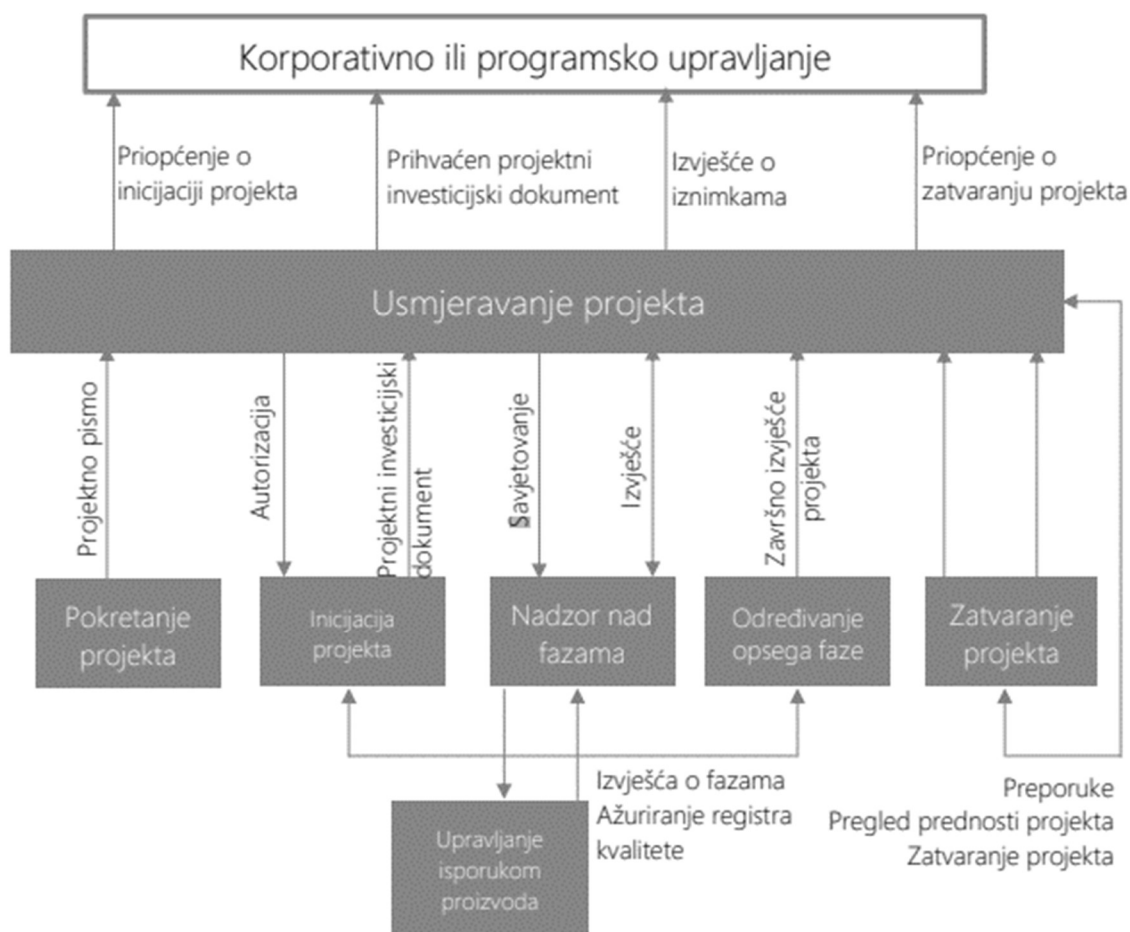 Korporativno ili programsko upravljanje
Priopćenje o
inicijaciji projekta
Prihvaćen projektni
investicijski dokument
Izvješće o
iznimkama
Priopćenje o
zatvaranju projekta
Usmjeravanje projekta
Projektno pismo
Autorizacija
Projektni investicijski
dokument
Savjetovanje
Izvješće
Završno izvješće
projekta
Pokretanje
projekta
Inicijacija
projekta
Nadzor nad
fazama
Određivanje
opsega faze
Zatvaranje
projekta
Izvješća o fazama
Ažuriranje registra
kvalitete
Preporuke
Pregled prednosti projekta
Zatvaranje projekta
Upravljanje
isporukom
proizvoda